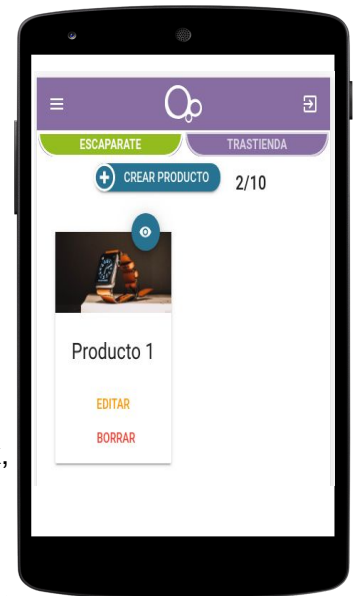 ESCAPARATE TRASTIENDA
CREAR PRODUCTO 2/10
Producto 1
EDITAR
BORRAR
,